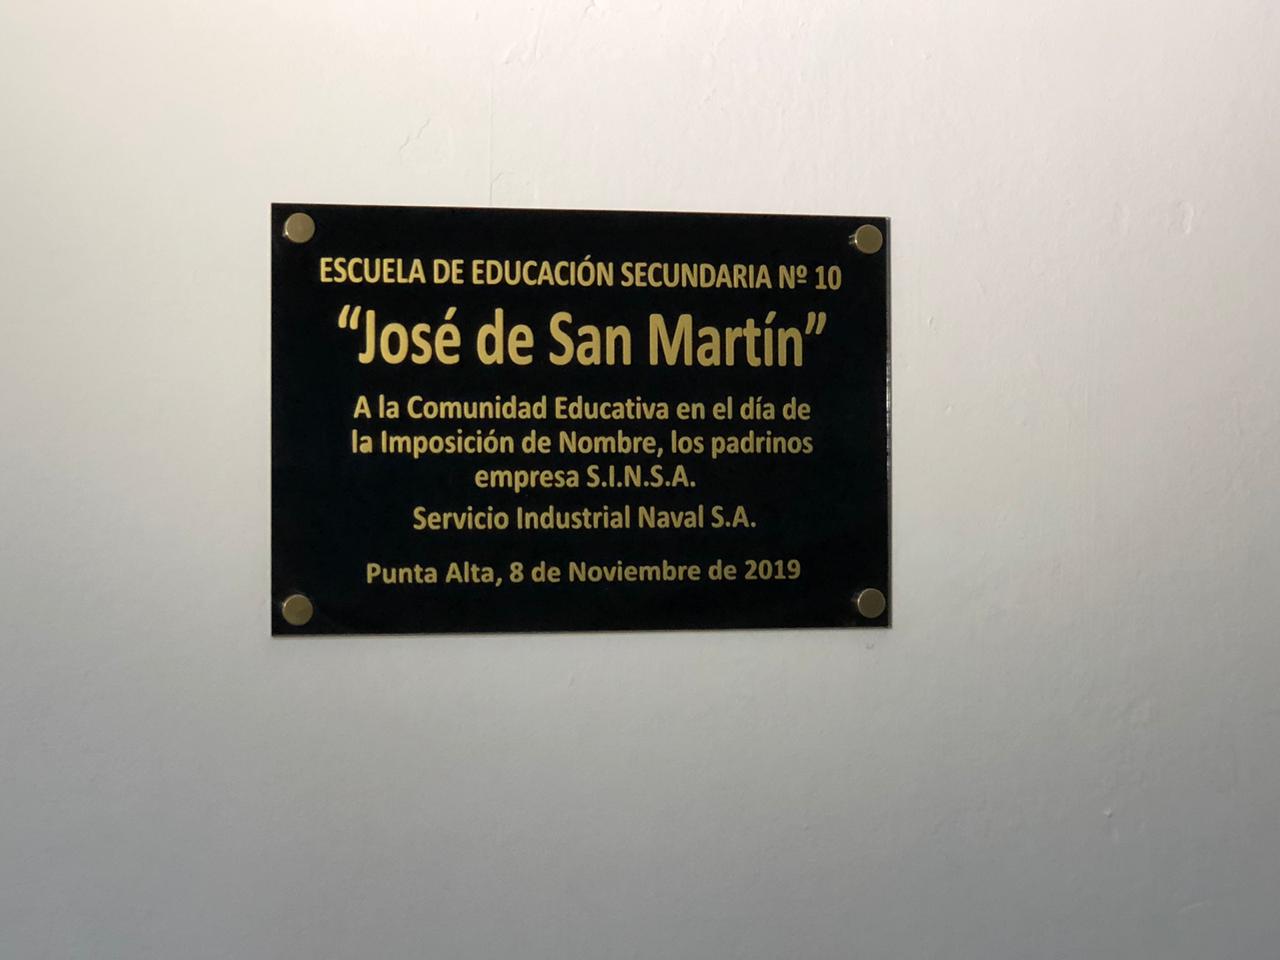 ESCUELA DE EDUCACIÓN SECUNDARIA Nº 10
“José de San Martín”
A la Comunidad Educativa en el día de
la Imposición de Nombre, los padrinos
empresa S.I.N.S.A.
Servicio Industrial Naval S.A.
Punta Alta, 8 de Noviembre de 2019